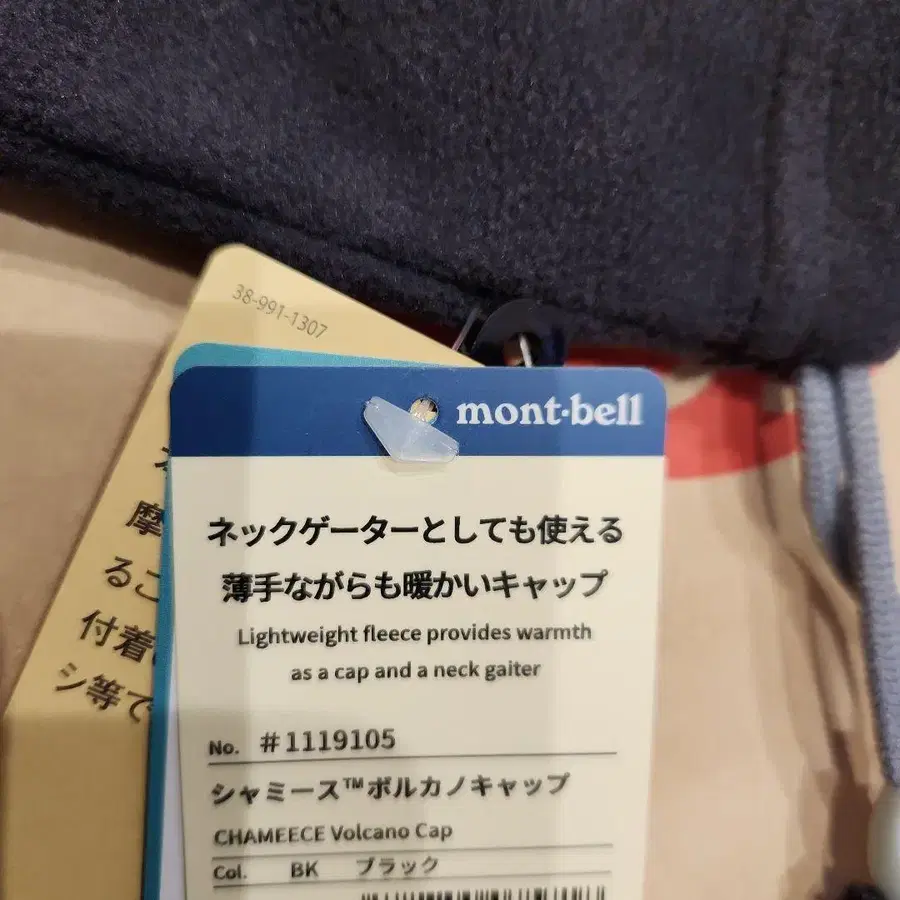 38-991-1307
摩
るこ
付着
シ等で
mont·bell
ネックゲーターとしても使える
薄手ながらも暖かいキャップ
Lightweight fleece provides warmth
as a cap and a neck gaiter
No. #1119105
シャミース™ボルカノキャップ
CHAMEECE Volcano Cap
Col. BK ブラック